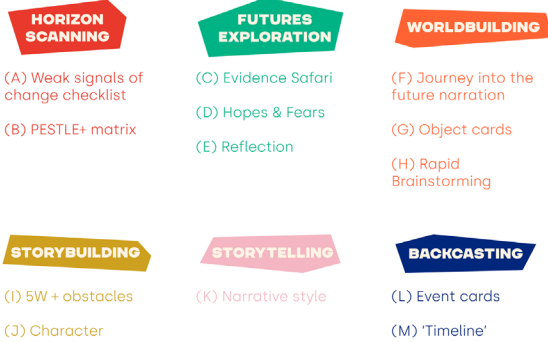 HORIZON
SCANNING
(A) Weak signals of
change checklist
(B) PESTLE+ matrix
FUTURES
EXPLORATION
(C) Evidence Safari
(D) Hopes & Fears
(E) Reflection
WORLDBUILDING
(F) Journey into the
future narration
(G) Object cards
(H) Rapid
Brainstorming
STORYBUILDING
(I) 5W + obstacles
(J) Character
STORYTELLING
(K) Narrative style
BACKCASTING
(L) Event cards
(M) ‘Timeline’